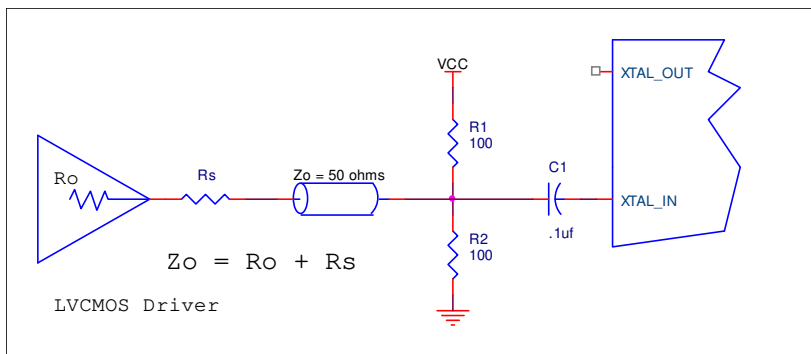 VCC
XTAL_OUT
R1
100
Ro
Rs
Zo = 50 ohms
C1
XTAL_IN
.1uf
R2
100
Zo = Ro + Rs
LVCMOS Driver